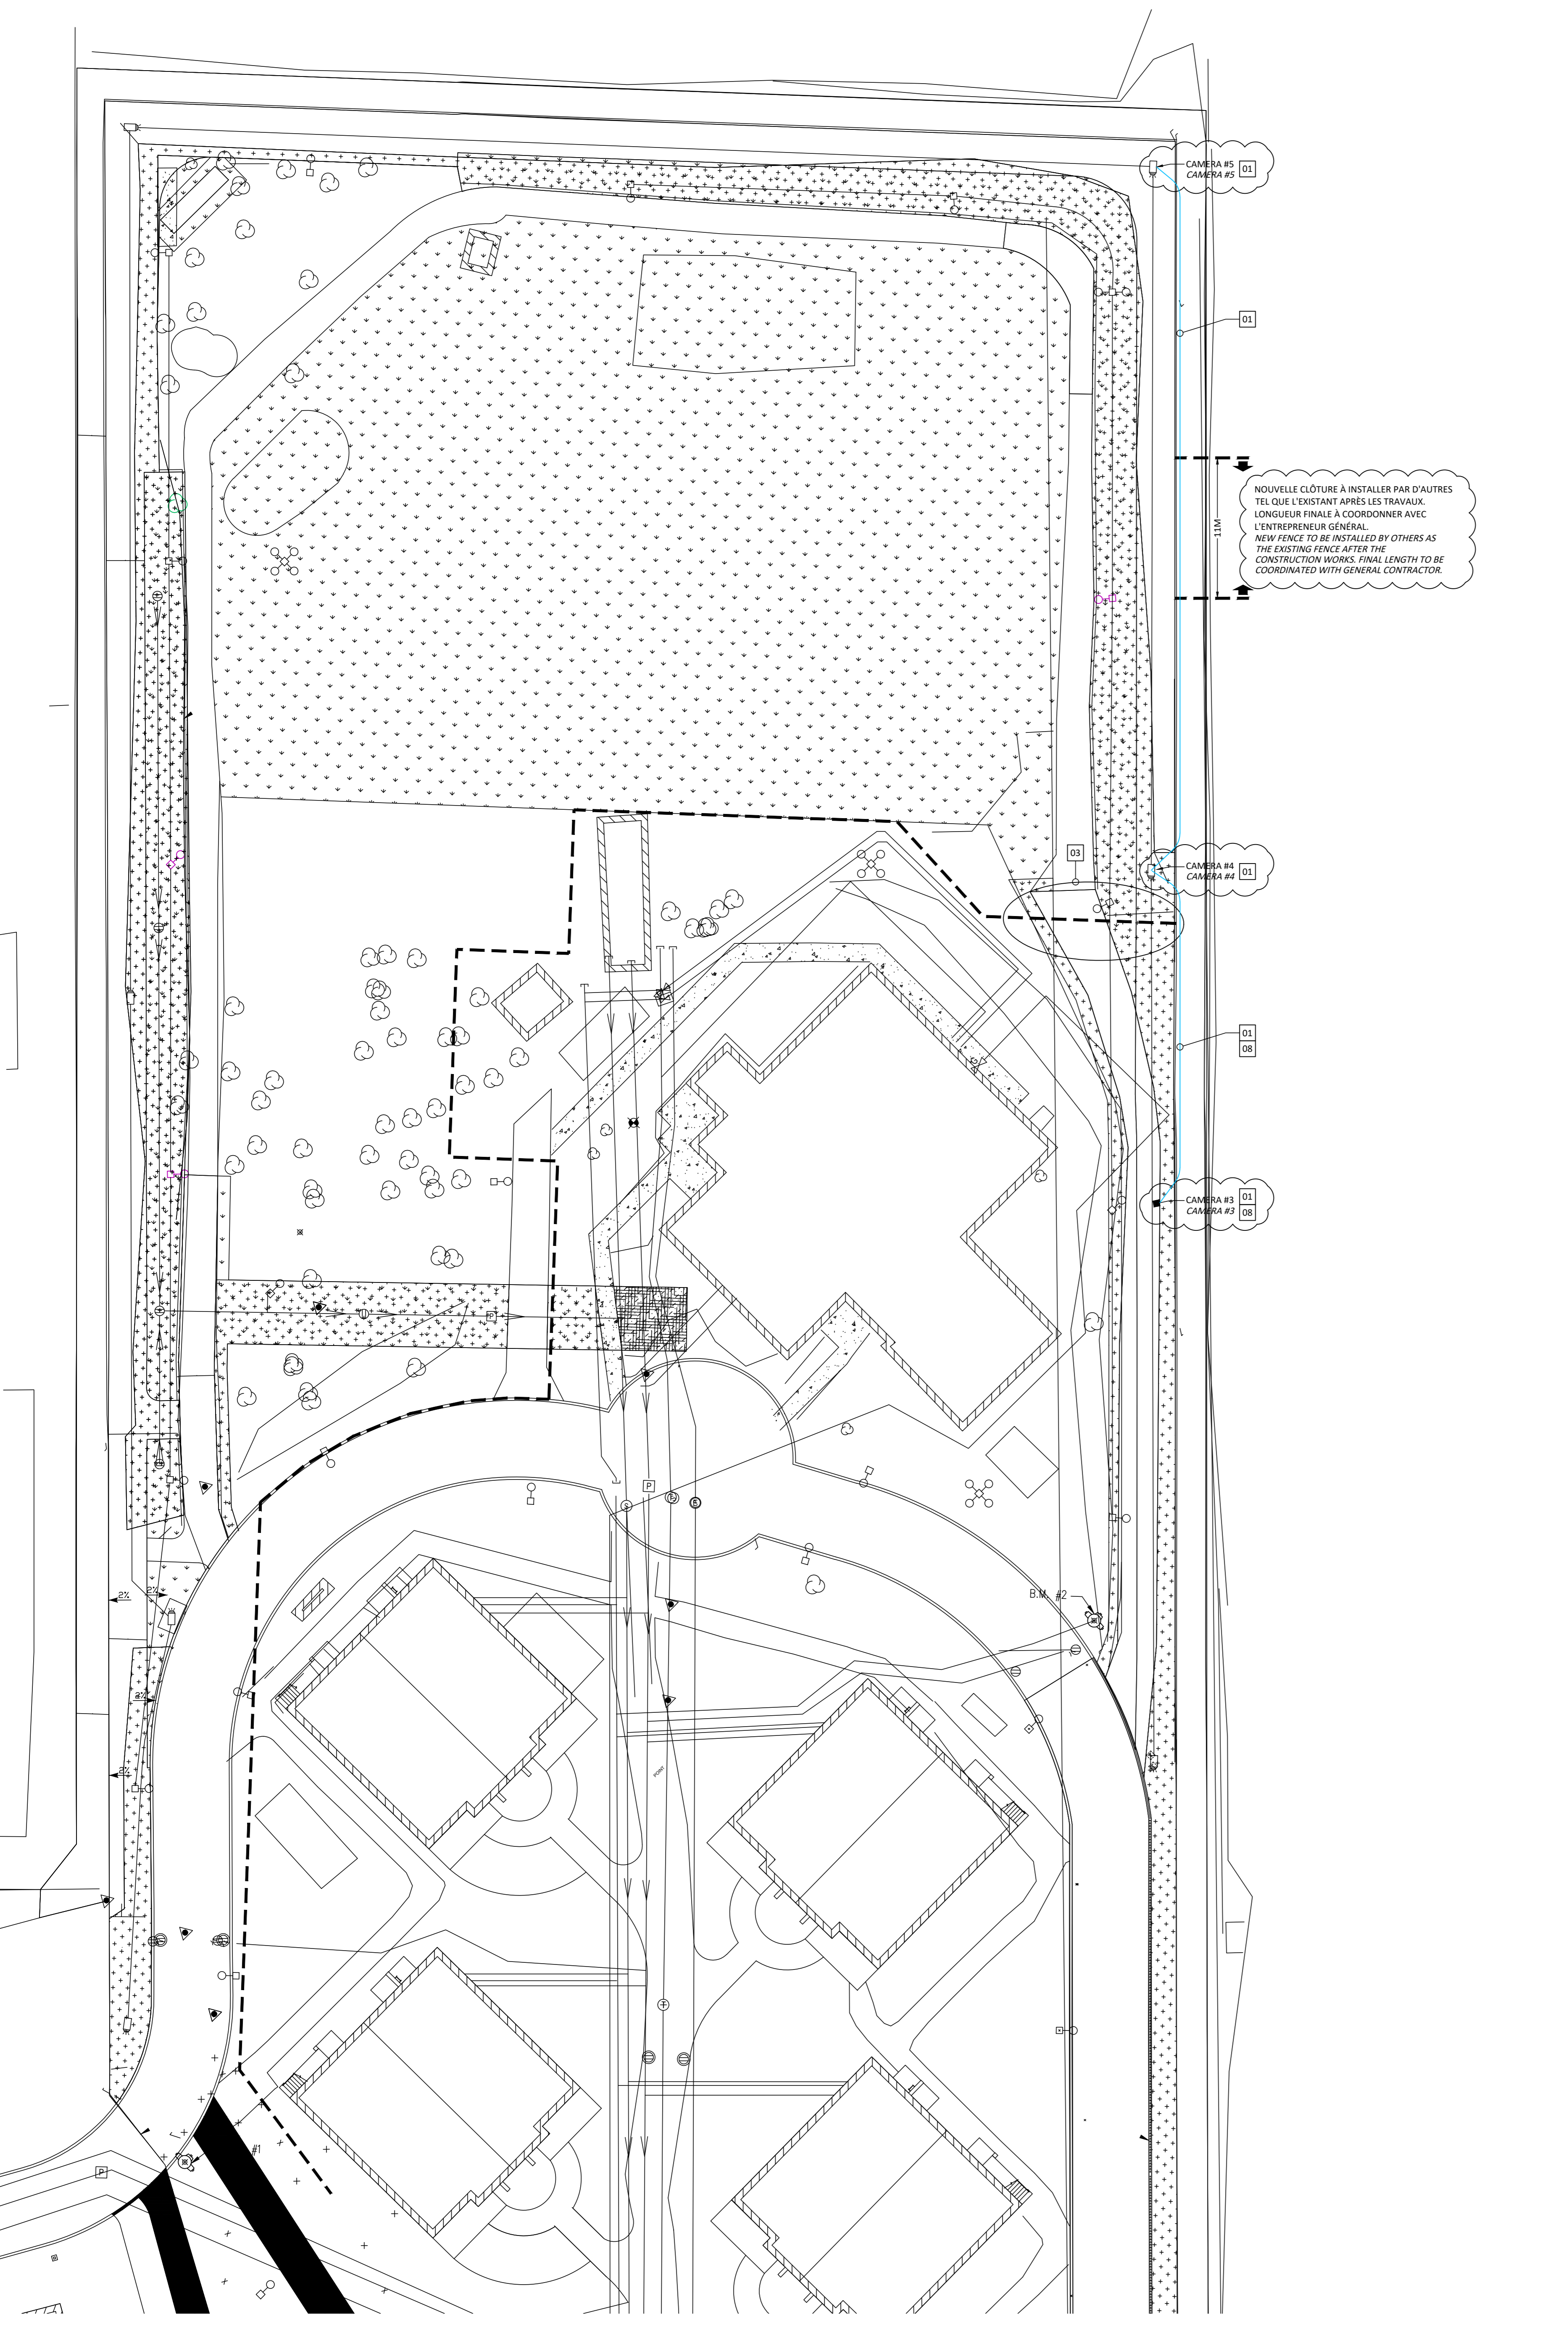 CAMERA #5
CAMERA #5
01
01
11M
NOUVELLE CLÔTURE À INSTALLER PAR D'AUTRES
TEL QUE L'EXISTANT APRÈS LES TRAVAUX.
LONGUEUR FINALE À COORDONNER AVEC
L'ENTREPRENEUR GÉNÉRAL.
NEW FENCE TO BE INSTALLED BY OTHERS AS
THE EXISTING FENCE AFTER THE
CONSTRUCTION WORKS. FINAL LENGTH TO BE
COORDINATED WITH GENERAL CONTRACTOR.
03
CAMERA #4
CAMERA #4
01
01
08
CAMERA #3
CAMERA #3
01
08
P
P
S
B.M. #2
2%
2%
2%
2%
POINT
#1
P